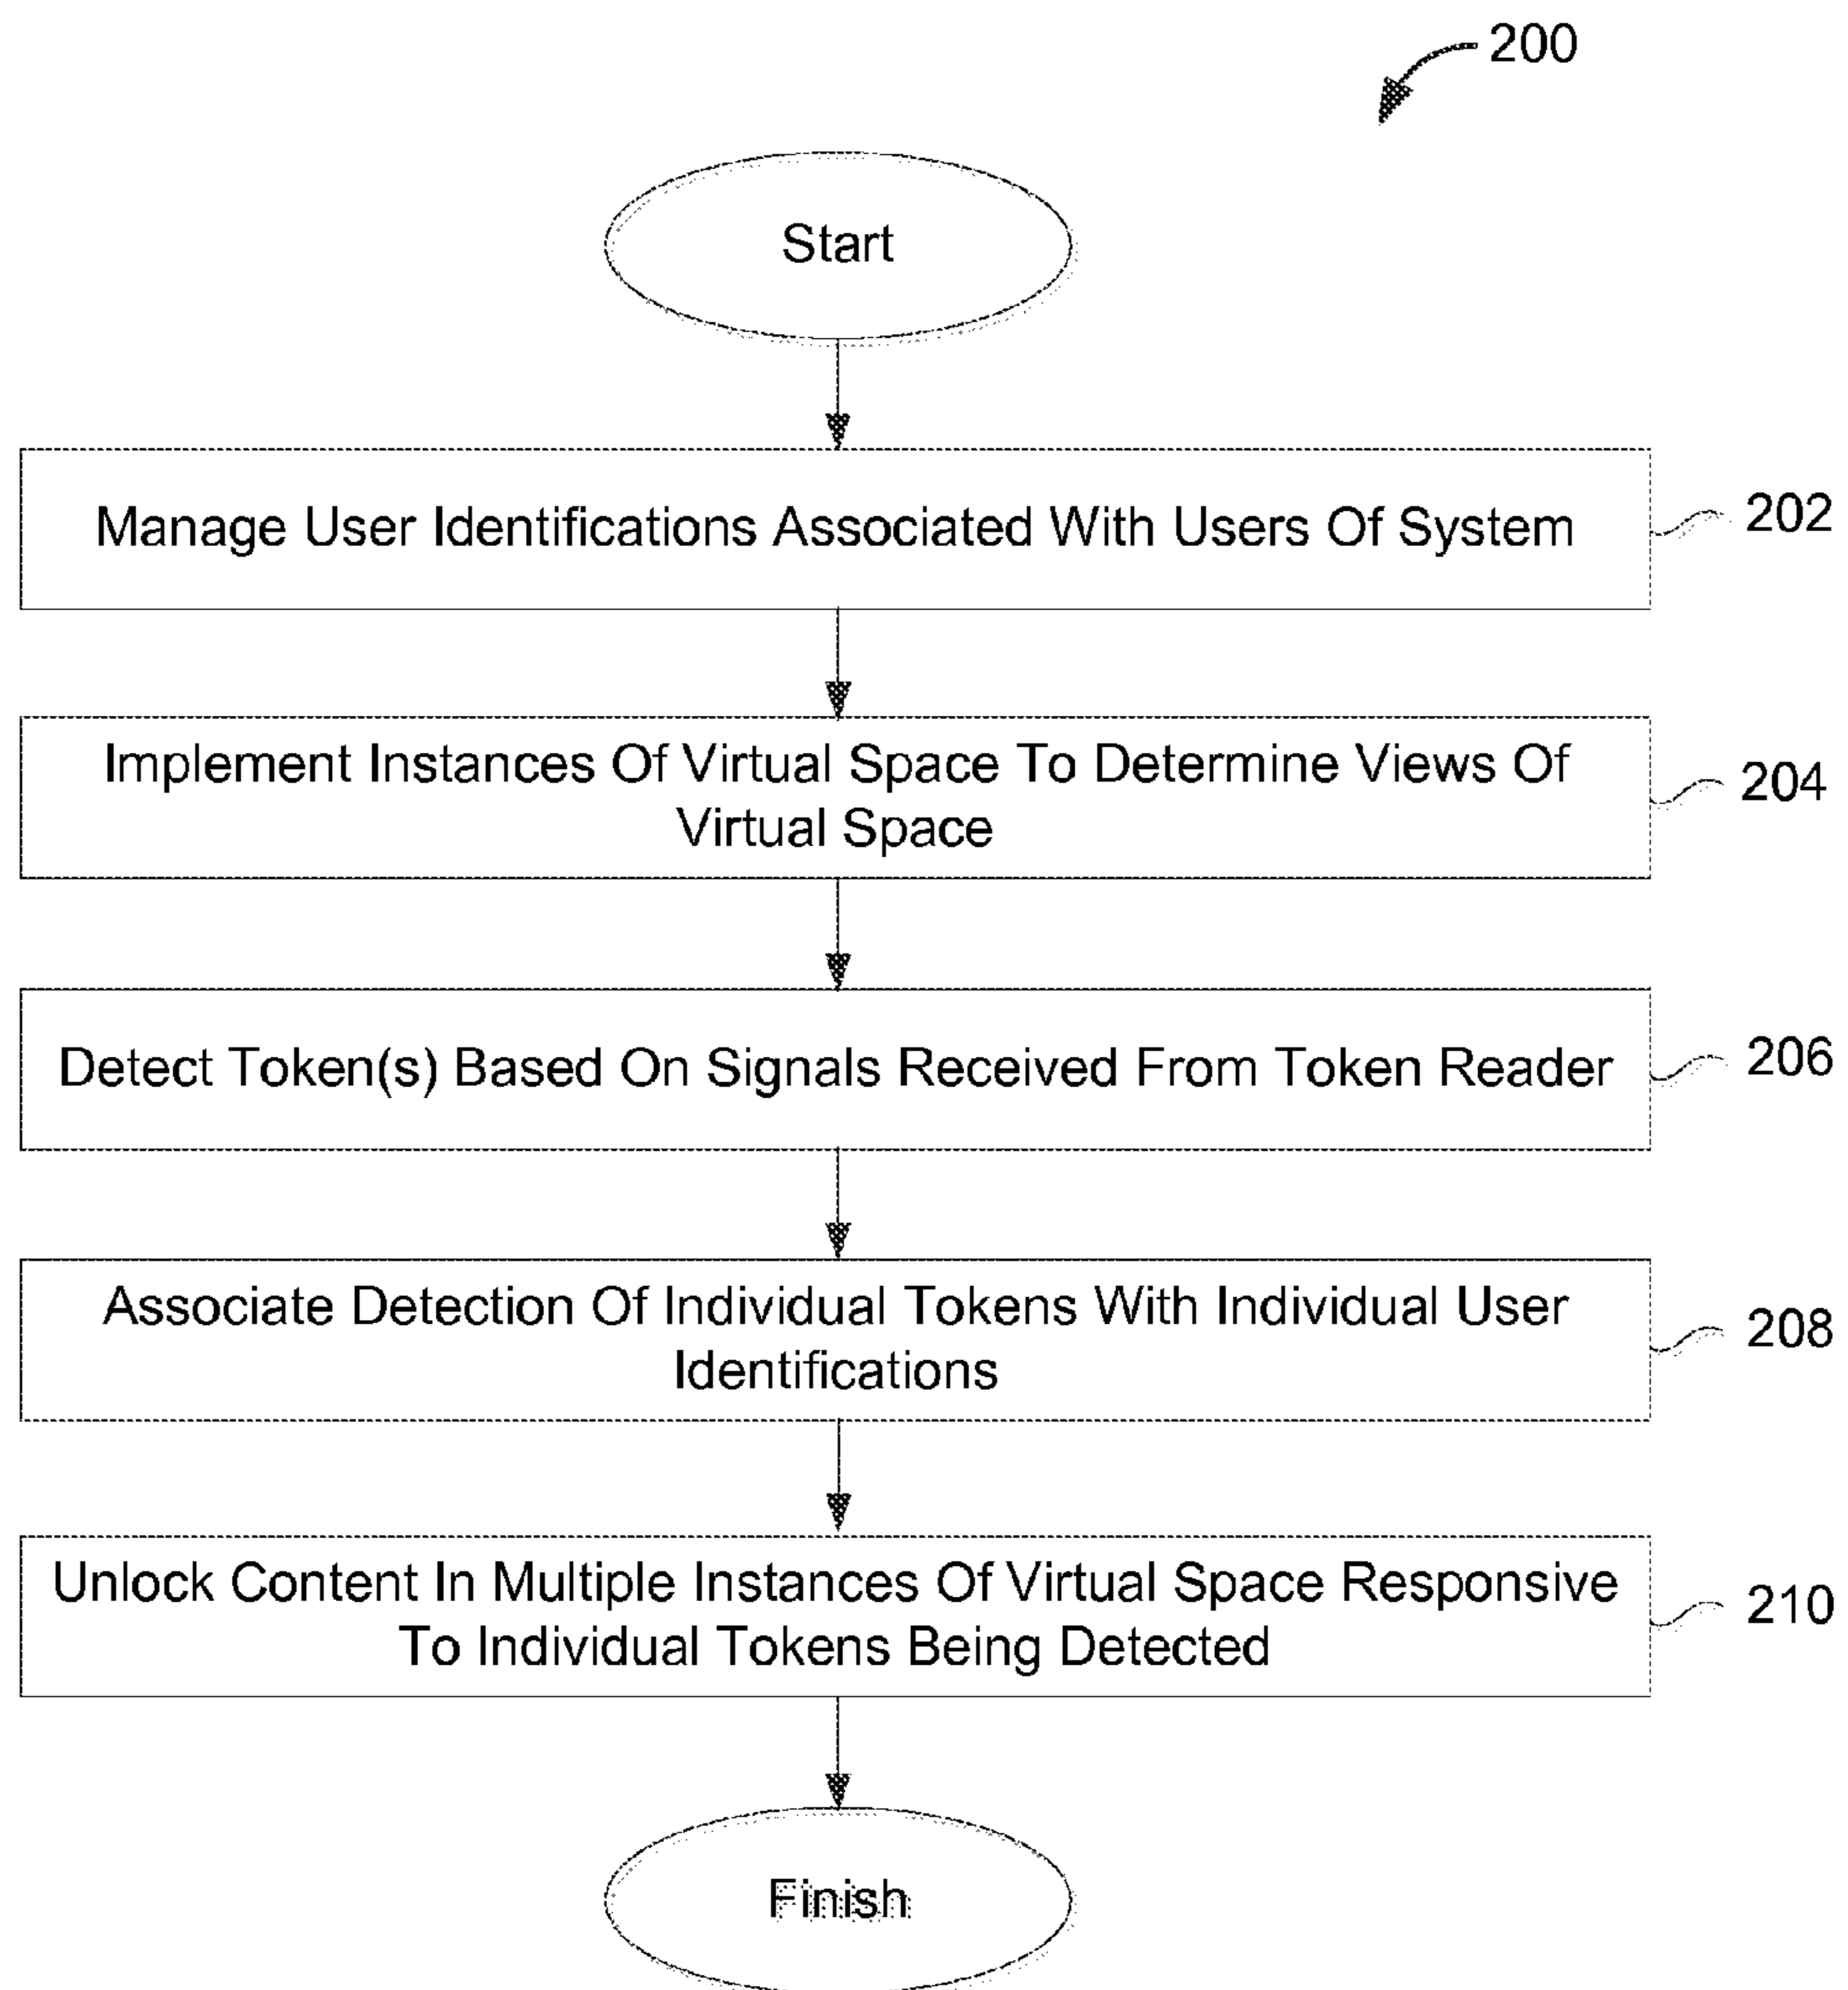 200
Start
Manage User Identifications Associated With Users Of System
202
Implement Instances Of Virtual Space To Determine Views Of
Virtual Space
204
Detect Token(s) Based On Signals Received From Token Reader
206
Associate Detection Of Individual Tokens With Individual User
Identifications
208
Unlock Content In Multiple Instances Of Virtual Space Responsive
To Individual Tokens Being Detected
210
Finish